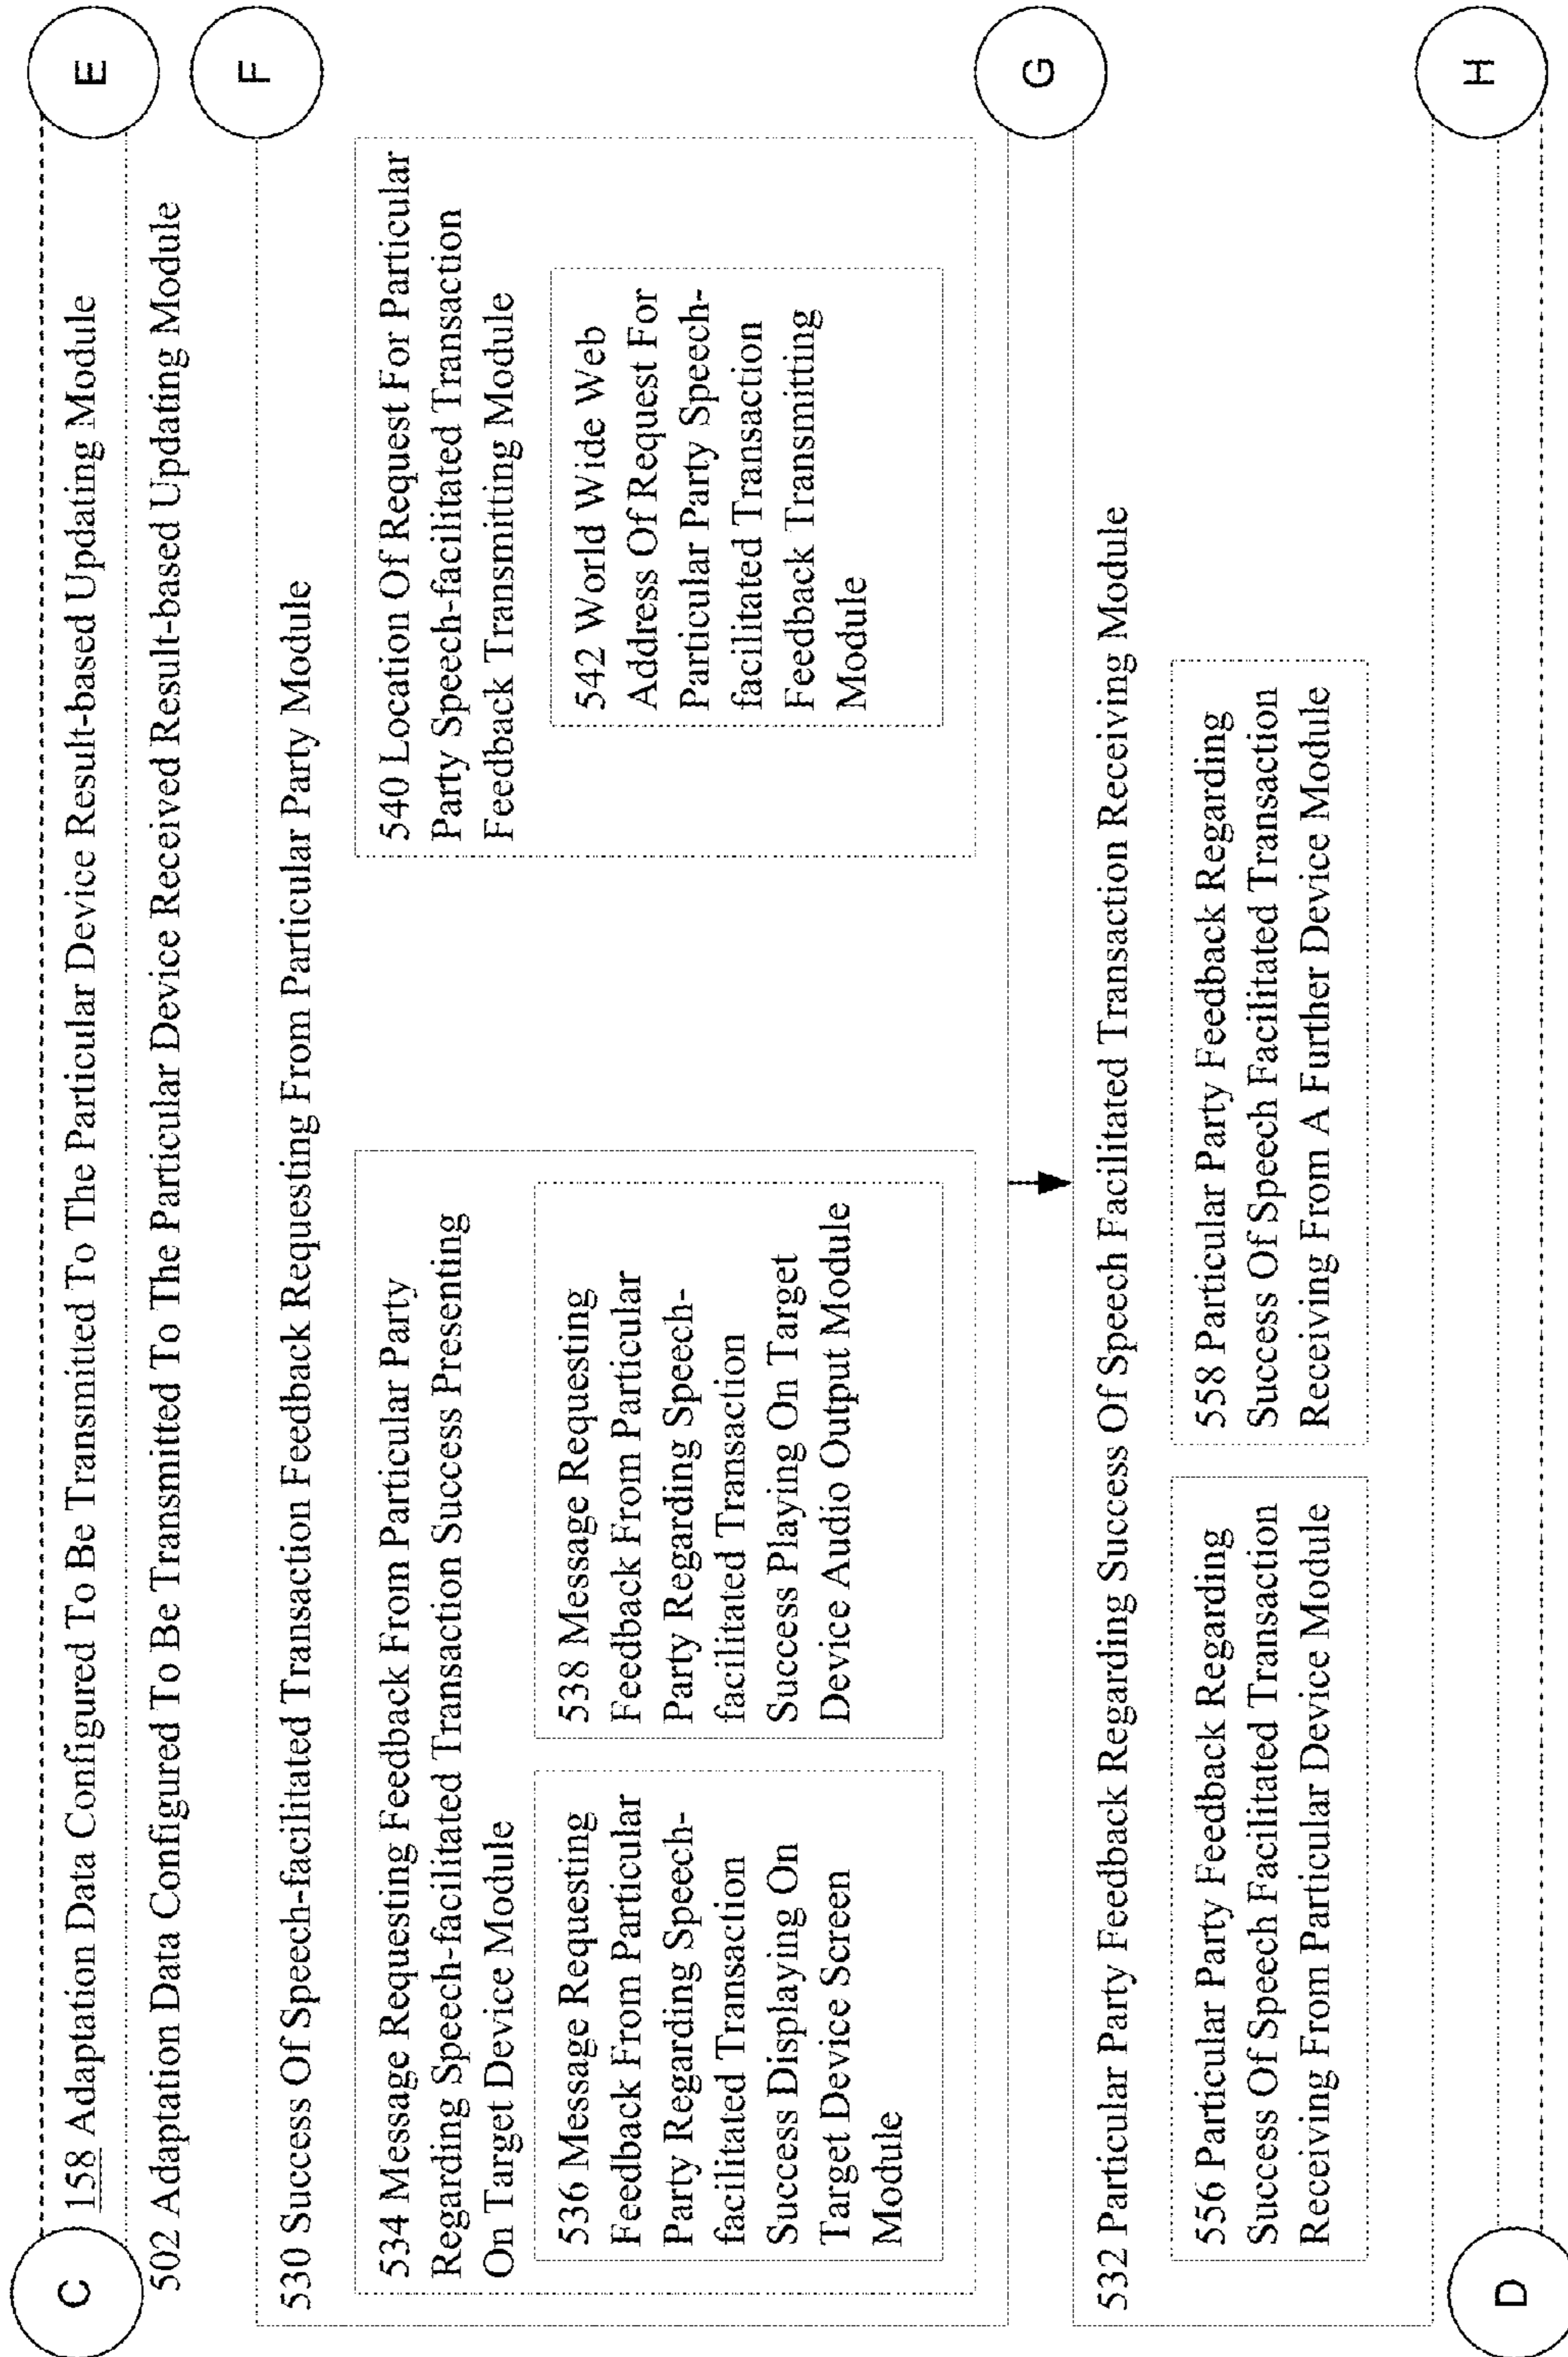 C
E
158 Adaptation Data Configured To Be Transmitted To The Particular Device Result-based Updating Module
502 Adaptation Data Configured To Be Transmitted To The Particular Device Received Result-based Updating Module
F
530 Success Of Speech-facilitated Transaction Feedback Requesting From Particular Party Module
534 Message Requesting Feedback From Particular Party
Regarding Speech-facilitated Transaction Success Presenting
On Target Device Module
536 Message Requesting
Feedback From Particular
Party Regarding Speech-
facilitated Transaction
Success Displaying On
Target Device Screen
Module
538 Message Requesting
Feedback From Particular
Party Regarding Speech-
facilitated Transaction
Success Playing On Target
Device Audio Output Module
540 Location Of Request For Particular
Party Speech-facilitated Transaction
Feedback Transmitting Module
542 World Wide Web
Address Of Request For
Particular Party Speech-
facilitated Transaction
Feedback Transmitting
Module
G
532 Particular Party Feedback Regarding Success Of Speech Facilitated Transaction Receiving Module
556 Particular Party Feedback Regarding
Success Of Speech Facilitated Transaction
Receiving From Particular Device Module
558 Particular Party Feedback Regarding
Success Of Speech Facilitated Transaction
Receiving From A Further Device Module
D
H